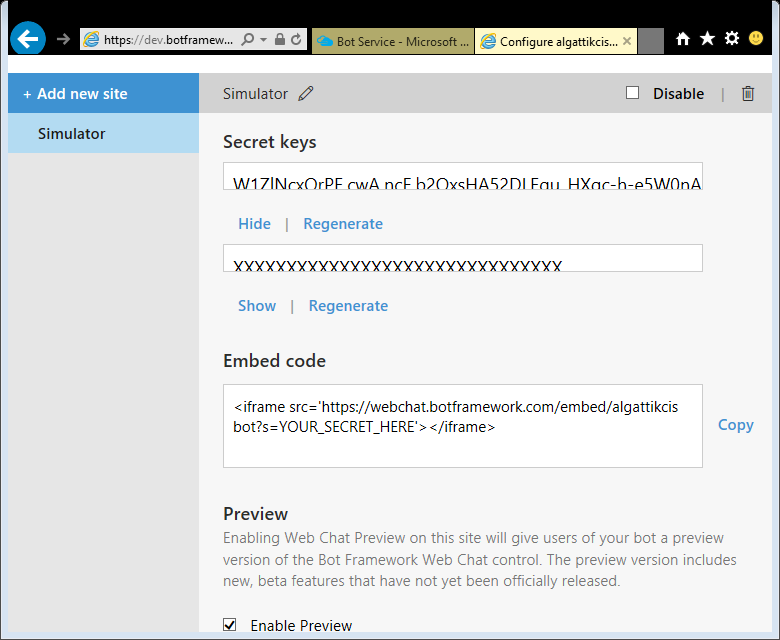 https://dev.botframew...
Bot Service - Microsoft ...
Configure algattikcis...
+ Add new site
Simulator
Simulator
Disable
Secret keys
Hide | Regenerate
XXXXXXXXXXXXXXXXXXXXXXXXXXXXXXX
Show | Regenerate
Embed code
<iframe src='https://webchat.botframework.com/embed/algattikcis
bot?s=YOUR_SECRET_HERE'></iframe>
Copy
Preview
Enabling Web Chat Preview on this site will give users of your bot a preview
version of the Bot Framework Web Chat control. The preview version includes
new, beta features that have not yet been officially released.
Enable Preview